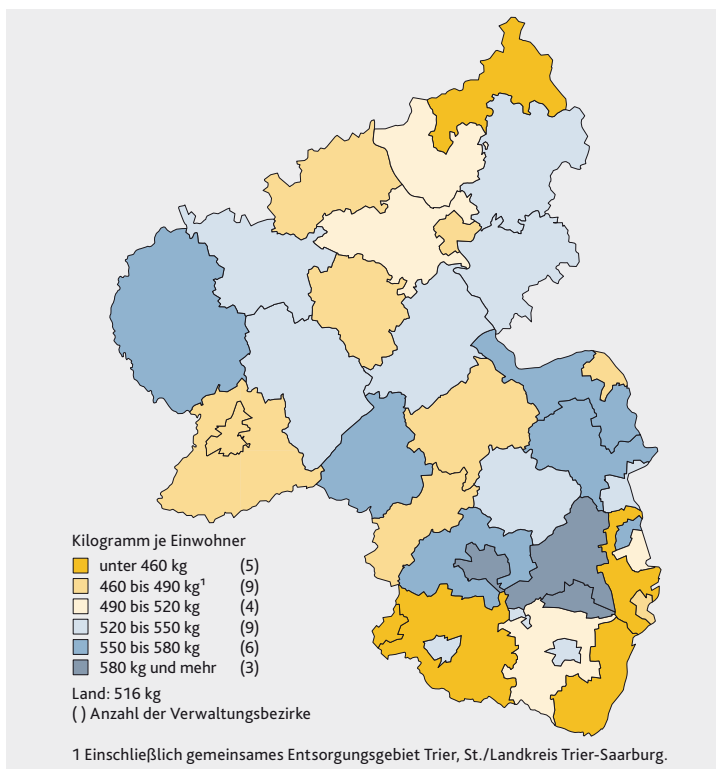 Kilogramm je Einwohner
unter 460 kg (5)
460 bis 490 kg¹ (9)
490 bis 520 kg (4)
520 bis 550 kg (9)
550 bis 580 kg (6)
580 kg und mehr (3)
Land: 516 kg
( ) Anzahl der Verwaltungsbezirke
1 Einschließlich gemeinsames Entsorgungsgebiet Trier, St./Landkreis Trier-Saarburg.